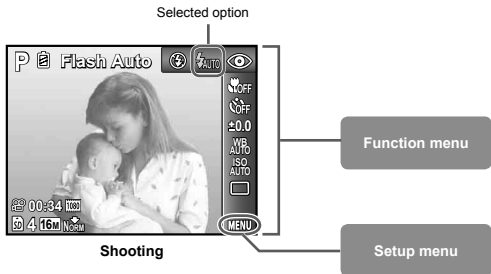 Selected option
P Flash Auto AUTO
OFF
OFF
±0.0
WB
AUTO
ISO
AUTO
00:34 1080
SD 4 16M NORM
MENU
Shooting
Function menu
Setup menu